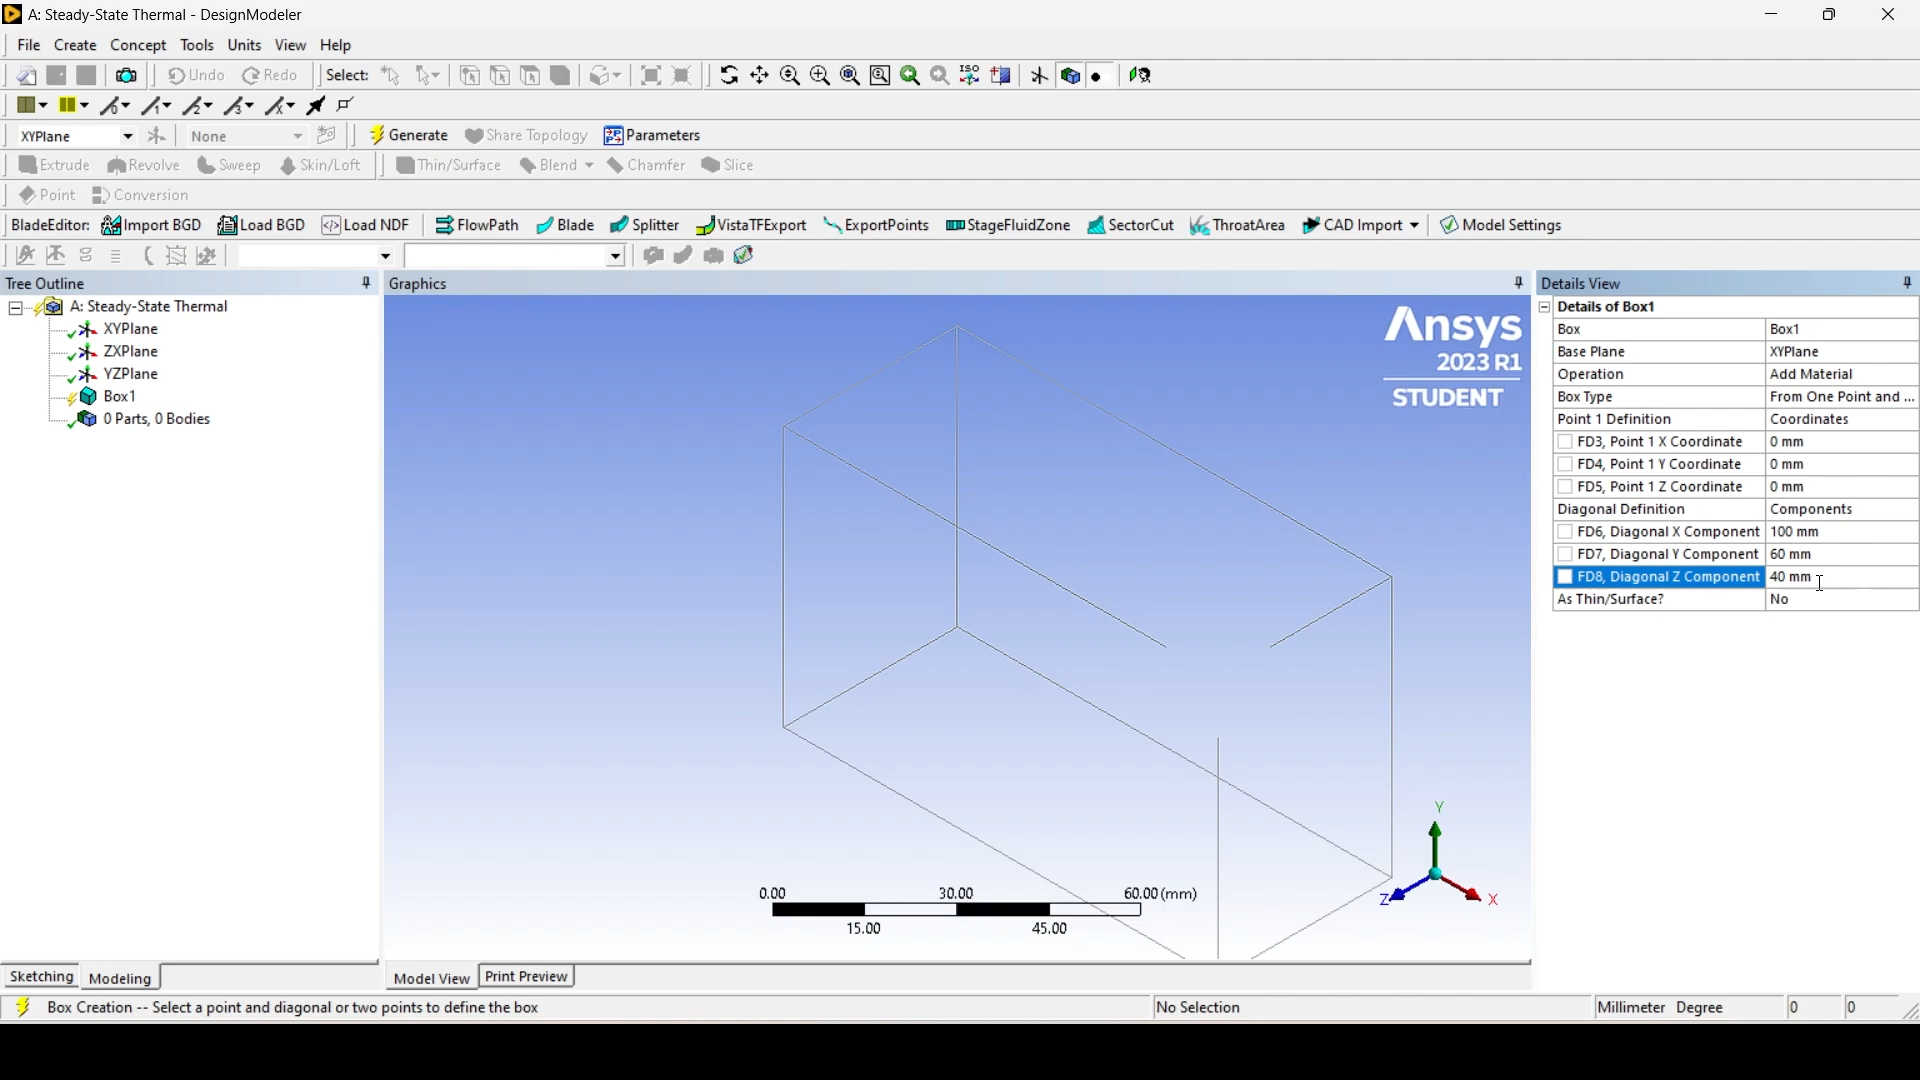 A: Steady-State Thermal - DesignModeler
File Create Concept Tools Units View Help
Undo Redo Select: ISO
XYPlane None Generate Share Topology Parameters
Extrude Revolve Sweep Skin/Loft Thin/Surface Blend Chamfer Slice
Point Conversion
BladeEditor: Import BGD Load BGD Load NDF FlowPath Blade Splitter VistaTFExport ExportPoints StageFluidZone SectorCut ThroatArea CAD Import Model Settings
Tree Outline
A: Steady-State Thermal
XYPlane
ZXPlane
YZPlane
Box1
0 Parts, 0 Bodies
Sketching Modeling
Graphics
Ansys
2023 R1
STUDENT
Y
Z X
0.00 30.00 60.00 (mm)
15.00 45.00
Model View Print Preview
Details View
Details of Box1
Box Box1
Base Plane XYPlane
Operation Add Material
Box Type From One Point and ...
Point 1 Definition Coordinates
FD3, Point 1 X Coordinate 0 mm
FD4, Point 1 Y Coordinate 0 mm
FD5, Point 1 Z Coordinate 0 mm
Diagonal Definition Components
FD6, Diagonal X Component 100 mm
FD7, Diagonal Y Component 60 mm
FD8, Diagonal Z Component 40 mm
As Thin/Surface? No
Box Creation -- Select a point and diagonal or two points to define the box No Selection Millimeter Degree 0 0